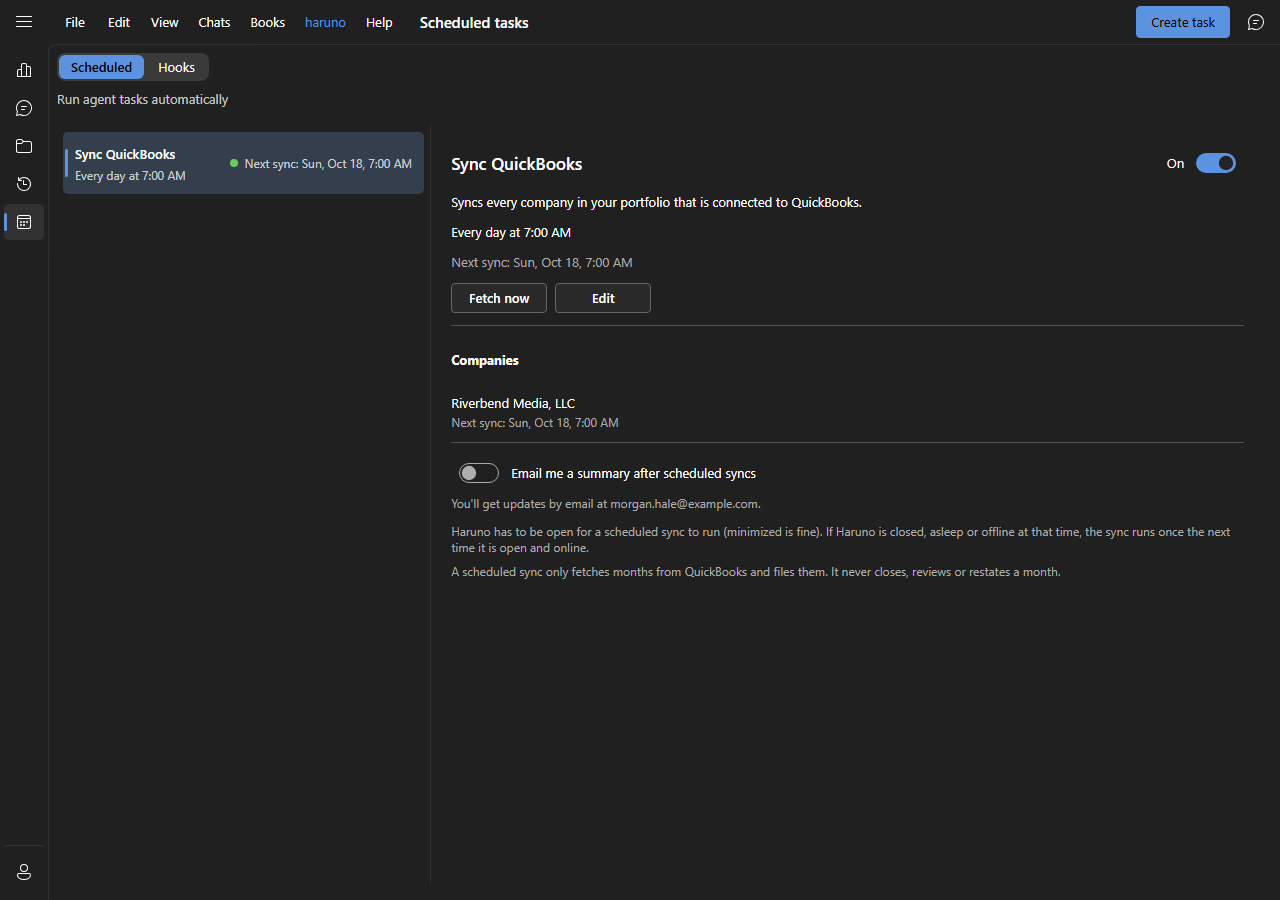 File Edit View Chats Books haruno Help Scheduled tasks Create task
Scheduled Hooks
Run agent tasks automatically
Sync QuickBooks
Every day at 7:00 AM
Next sync: Sun, Oct 18, 7:00 AM
Sync QuickBooks On
Syncs every company in your portfolio that is connected to QuickBooks.
Every day at 7:00 AM
Next sync: Sun, Oct 18, 7:00 AM
Fetch now Edit
Companies
Riverbend Media, LLC
Next sync: Sun, Oct 18, 7:00 AM
Email me a summary after scheduled syncs
You'll get updates by email at morgan.hale@example.com.
Haruno has to be open for a scheduled sync to run (minimized is fine). If Haruno is closed, asleep or offline at that time, the sync runs once the next
time it is open and online.
A scheduled sync only fetches months from QuickBooks and files them. It never closes, reviews or restates a month.